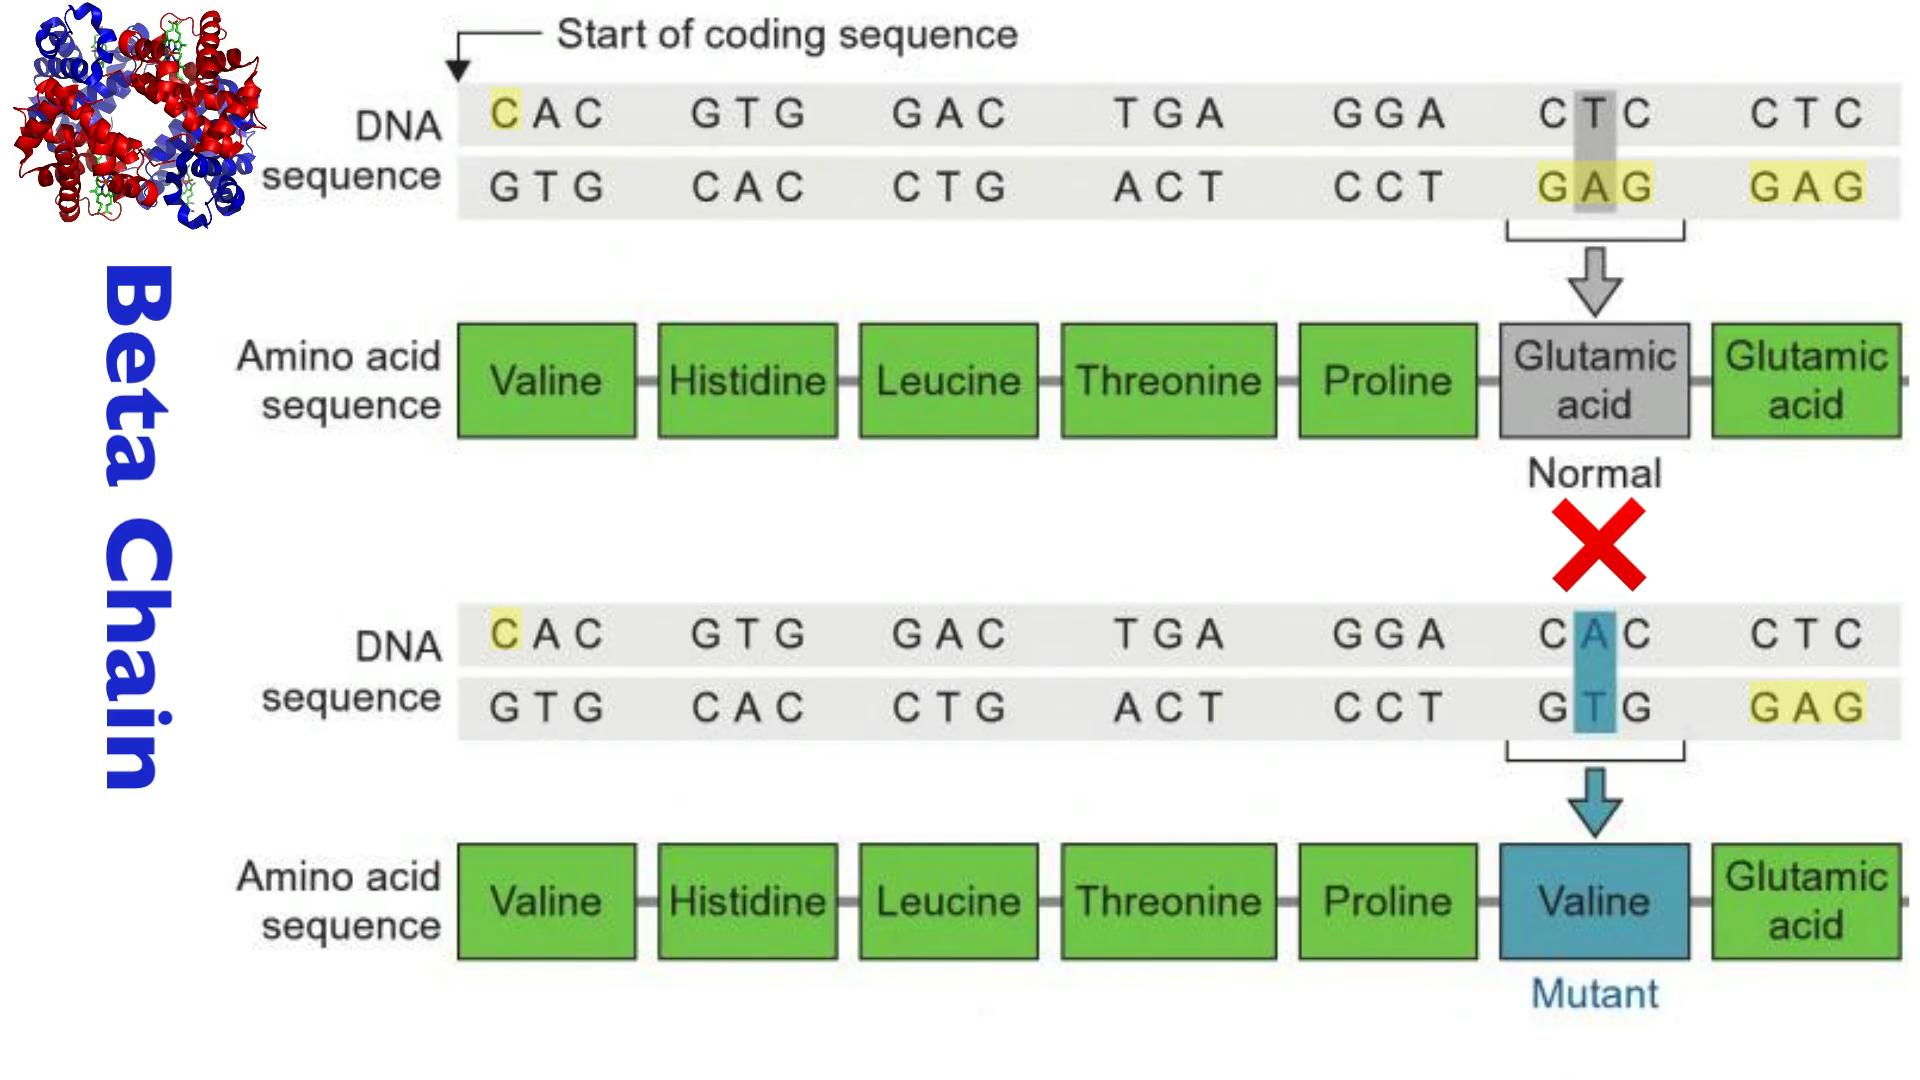 Beta Chain
Start of coding sequence
DNA
sequence
C A C G T G G A C T G A G G A C T C C T C
G T G C A C C T G A C T C C T G A G G A G
Amino acid
sequence
Valine Histidine Leucine Threonine Proline Glutamic acid Glutamic acid
Normal
DNA
sequence
C A C G T G G A C T G A G G A C A C C T C
G T G C A C C T G A C T C C T G T G G A G
Amino acid
sequence
Valine Histidine Leucine Threonine Proline Valine Glutamic acid
Mutant